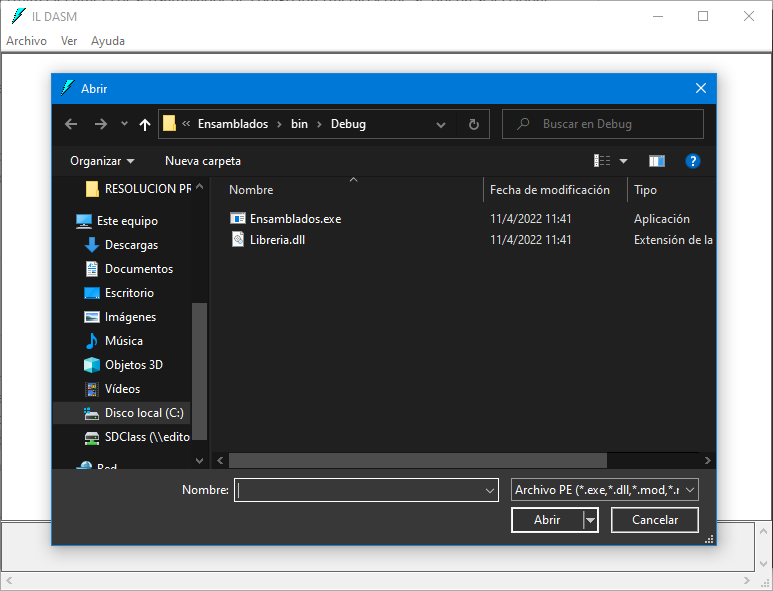 IL DASM
Archivo Ver Ayuda
Abrir
« Ensamblados > bin > Debug
Buscar en Debug
Organizar Nueva carpeta
RESOLUCION PR
Este equipo
Descargas
Documentos
Escritorio
Imágenes
Música
Objetos 3D
Vídeos
Disco local (C:)
SDClass (\\edito
Red
Nombre Fecha de modificación Tipo
Ensamblados.exe 11/4/2022 11:41 Aplicación
Libreria.dll 11/4/2022 11:41 Extensión de la
Nombre:
Archivo PE (*.exe,*.dll,*.mod,*.r
Abrir Cancelar